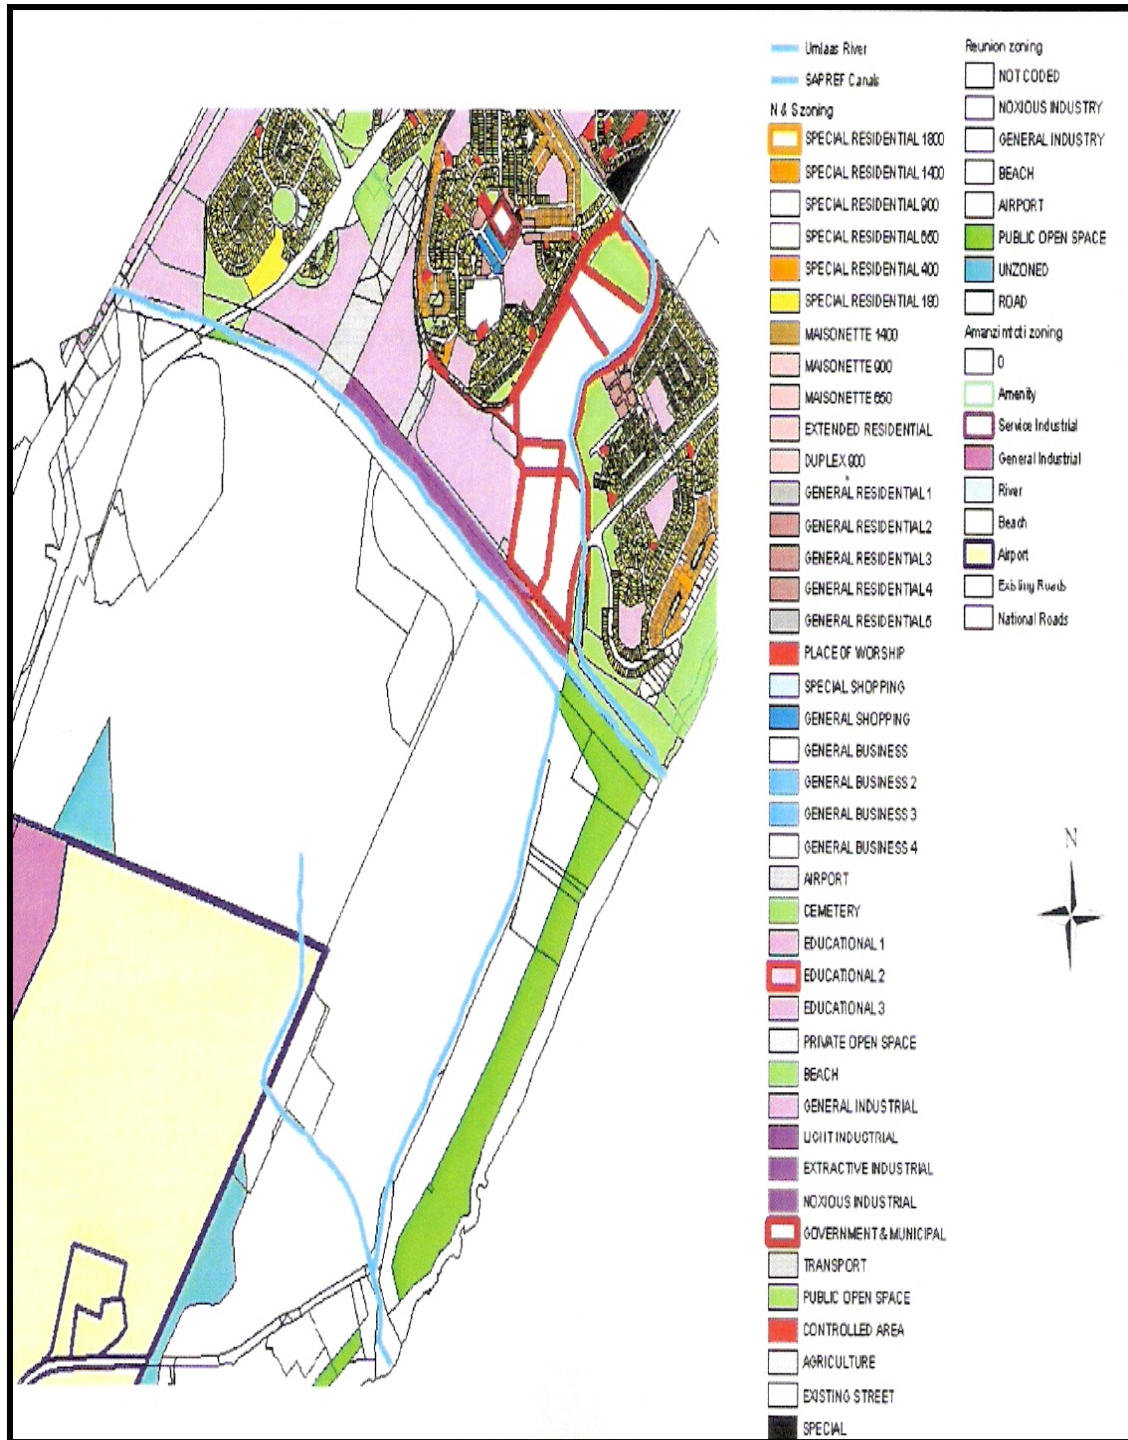 Umlaas River
SAPREF Canals
N & S zoning
SPECIAL RESIDENTIAL 1800
SPECIAL RESIDENTIAL 1400
SPECIAL RESIDENTIAL 900
SPECIAL RESIDENTIAL 650
SPECIAL RESIDENTIAL 400
SPECIAL RESIDENTIAL 180
MAISONETTE 1400
MAISONETTE 900
MAISONETTE 650
EXTENDED RESIDENTIAL
DUPLEX 900
GENERAL RESIDENTIAL 1
GENERAL RESIDENTIAL 2
GENERAL RESIDENTIAL 3
GENERAL RESIDENTIAL 4
GENERAL RESIDENTIAL 5
PLACE OF WORSHIP
SPECIAL SHOPPING
GENERAL SHOPPING
GENERAL BUSINESS
GENERAL BUSINESS 2
GENERAL BUSINESS 3
GENERAL BUSINESS 4
AIRPORT
CEMETERY
EDUCATIONAL 1
EDUCATIONAL 2
EDUCATIONAL 3
PRIVATE OPEN SPACE
BEACH
GENERAL INDUSTRIAL
LIGHT INDUSTRIAL
EXTRACTIVE INDUSTRIAL
NOXIOUS INDUSTRIAL
GOVERNMENT & MUNICIPAL
TRANSPORT
PUBLIC OPEN SPACE
CONTROLLED AREA
AGRICULTURE
EXISTING STREET
SPECIAL
Reunion zoning
NOT CODED
NOXIOUS INDUSTRY
GENERAL INDUSTRY
BEACH
AIRPORT
PUBLIC OPEN SPACE
UNZONED
ROAD
Amanzimtoti zoning
0
Amenity
Service Industrial
General Industrial
River
Beach
Airport
Existing Roads
National Roads
N